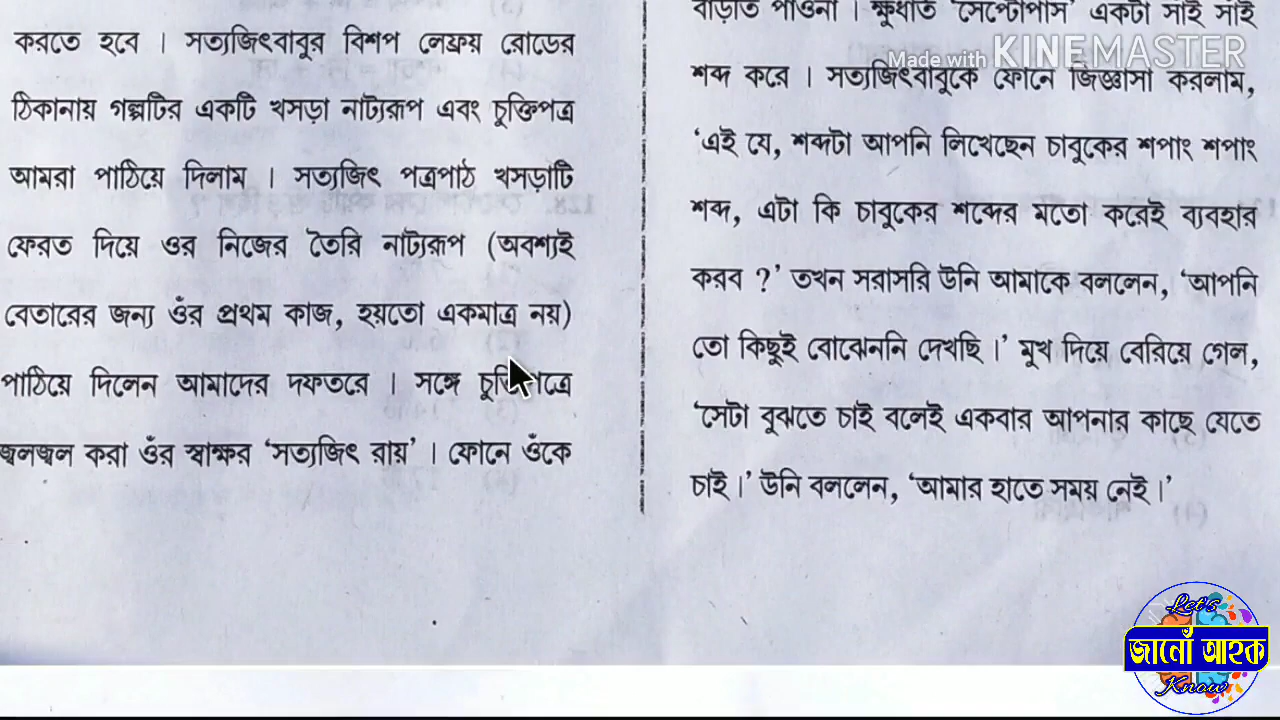 করতে হবে । সত্যজিৎবাবুর বিশপ লেফ্রয় রোডের
ঠিকানায় গল্পটির একটি খসড়া নাট্যরূপ এবং চুক্তিপত্র
আমরা পাঠিয়ে দিলাম । সত্যজিৎ পত্রপাঠ খসড়াটি
ফেরত দিয়ে ওর নিজের তৈরি নাট্যরূপ (অবশ্যই
বেতারের জন্য ওঁর প্রথম কাজ, হয়তো একমাত্র নয়)
পাঠিয়ে দিলেন আমাদের দফতরে । সঙ্গে
জ্বলজ্বল করা ওঁর স্বাক্ষর ‘সত্যজিৎ রায়’ । ফোনে ওঁকে
বাড়তি পাওনা । ক্ষুধার্ত ‘সেপ্টোপাস’ একটা সাঁই সাঁই
শব্দ করে । সত্যজিৎবাবুকে ফোনে জিজ্ঞাসা করলাম,
‘এই যে, শব্দটা আপনি লিখেছেন চাবুকের শপাং শপাং
শব্দ, এটা কি চাবুকের শব্দের মতো করেই ব্যবহার
করব ?’ তখন সরাসরি উনি আমাকে বললেন, ‘আপনি
তো কিছুই বোঝেননি দেখছি ।’ মুখ দিয়ে বেরিয়ে গেল,
‘সেটা বুঝতে চাই বলেই একবার আপনার কাছে যেতে
চাই ।’ উনি বললেন, ‘আমার হাতে সময় নেই ।’
Made with KINEMASTER
Let's
জানোঁ আহক
Know